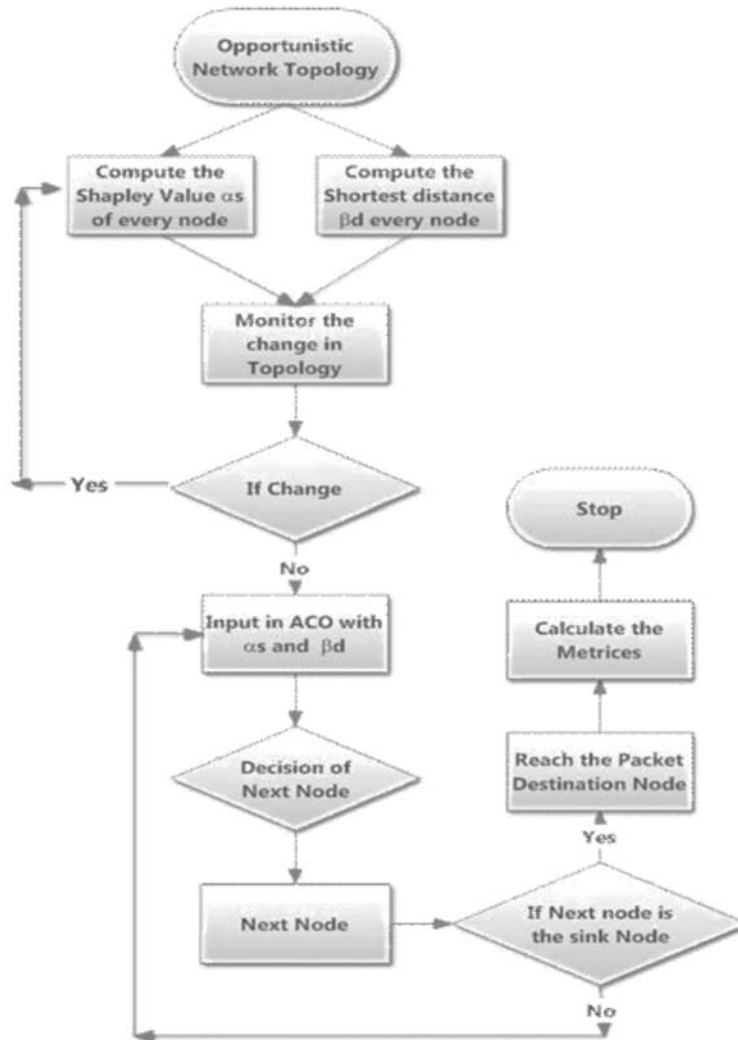 Opportunistic
Network Topology
Compute the
Shapley Value αs
of every node
Compute the
Shortest distance
βd every node
Monitor the
change in
Topology
If Change
Yes
No
Input in ACO with
αs and βd
Decision of
Next Node
Next Node
If Next node is
the sink Node
Yes
No
Reach the Packet
Destination Node
Calculate the
Metrices
Stop